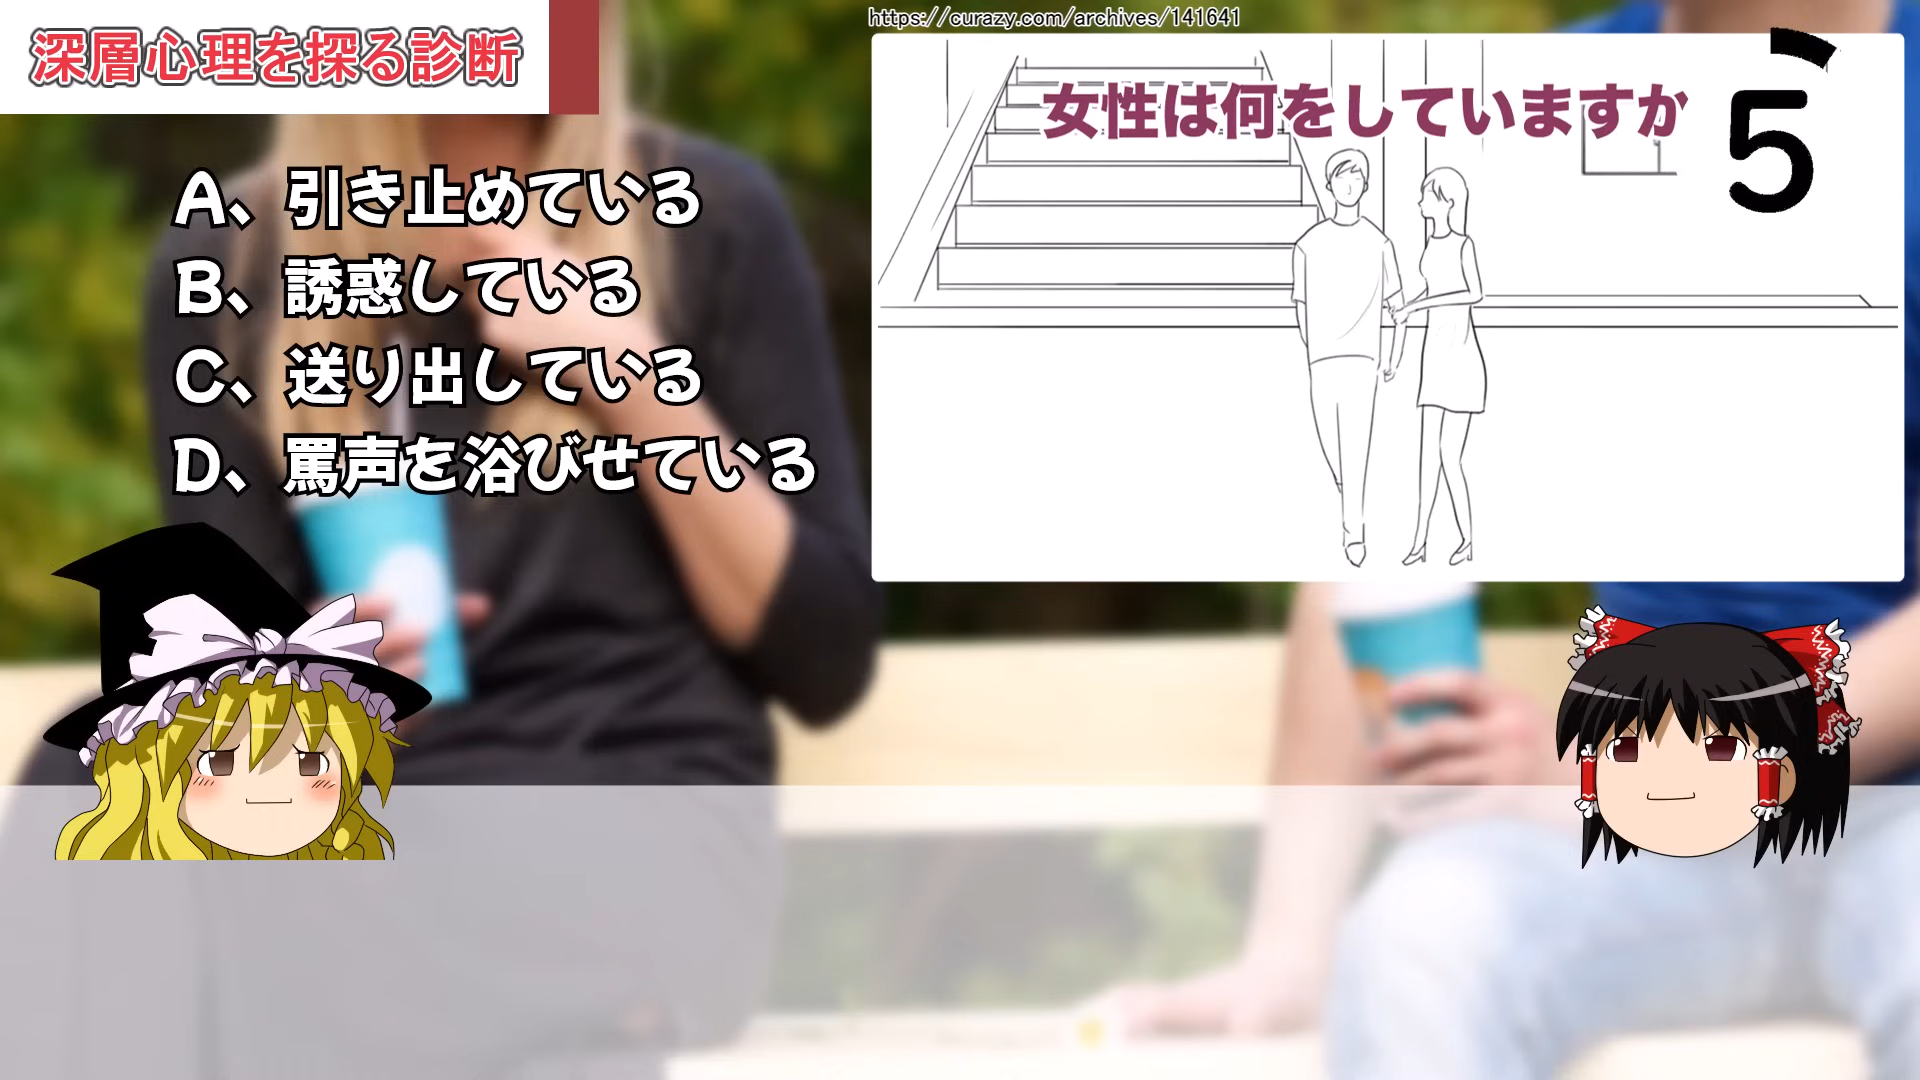 深層心理を探る診断
https://curazy.com/archives/141641
女性は何をしていますか
5
A、引き止めている
B、誘惑している
C、送り出している
D、罵声を浴びせている